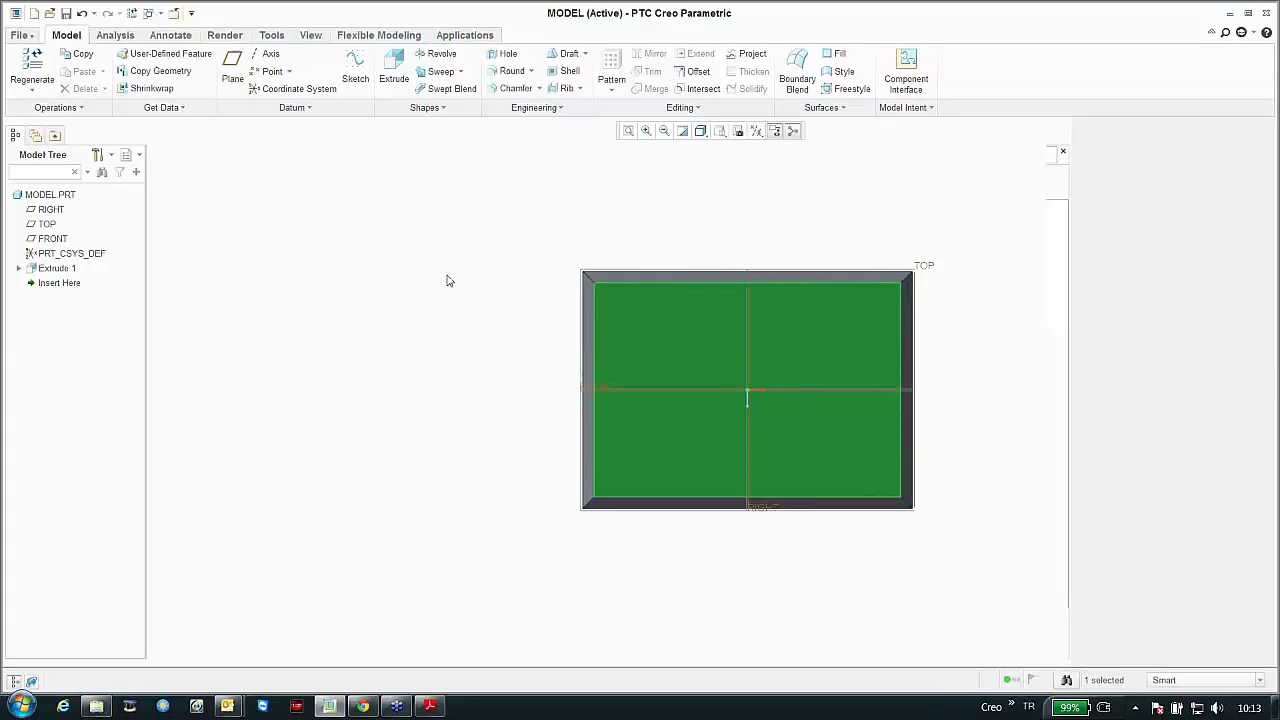 MODEL (Active) - PTC Creo Parametric
File Model Analysis Annotate Render Tools View Flexible Modeling Applications
Regenerate Copy Paste Delete User-Defined Feature Copy Geometry Shrinkwrap Plane Axis Point Coordinate System Sketch Extrude Revolve Sweep Swept Blend Hole Round Chamfer Draft Shell Rib Pattern Mirror Trim Merge Extend Offset Intersect Project Thicken Solidify Boundary Blend Fill Style Freestyle Component Interface
Operations Get Data Datum Shapes Engineering Editing Surfaces Model Intent
Model Tree
MODEL.PRT
RIGHT
TOP
FRONT
PRT_CSYS_DEF
Extrude 1
Insert Here
TOP
RIGHT
1 selected Smart
Creo TR 99% 10:13